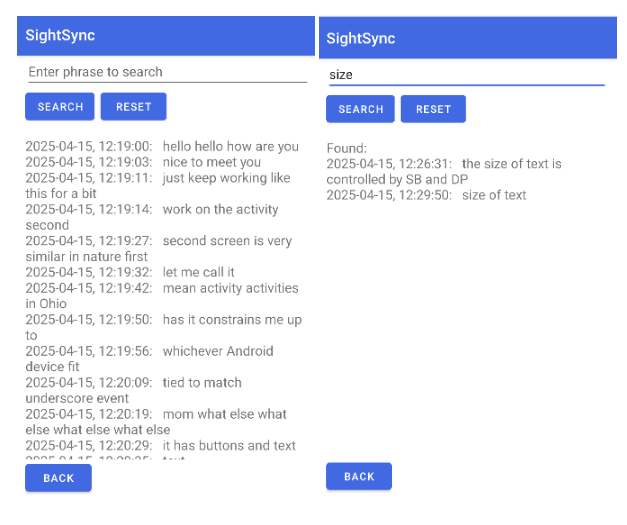 SightSync
Enter phrase to search
SEARCH RESET
2025-04-15, 12:19:00: hello hello how are you
2025-04-15, 12:19:03: nice to meet you
2025-04-15, 12:19:11: just keep working like
this for a bit
2025-04-15, 12:19:14: work on the activity
second
2025-04-15, 12:19:27: second screen is very
similar in nature first
2025-04-15, 12:19:32: let me call it
2025-04-15, 12:19:42: mean activity activities
in Ohio
2025-04-15, 12:19:50: has it constrains me up
to
2025-04-15, 12:19:56: whichever Android
device fit
2025-04-15, 12:20:09: tied to match
underscore event
2025-04-15, 12:20:19: mom what else what
else what else what else
2025-04-15, 12:20:29: it has buttons and text
BACK
SightSync
size
SEARCH RESET
Found:
2025-04-15, 12:26:31: the size of text is
controlled by SB and DP
2025-04-15, 12:29:50: size of text
BACK